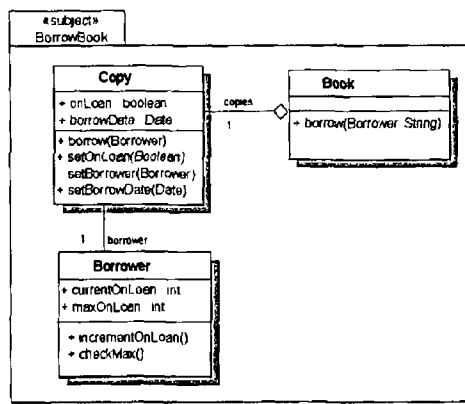 «subject»
BorrowBook
Copy
+ onLoan boolean
+ borrowDate Date
+ borrow(Borrower)
+ setOnLoan(Boolean)
setBorrower(Borrower)
+ setBorrowDate(Date)
copies
1
Book
+ borrow(Borrower String)
1 borrower
Borrower
+ currentOnLoan int
+ maxOnLoan int
+ incrementOnLoan()
+ checkMax()